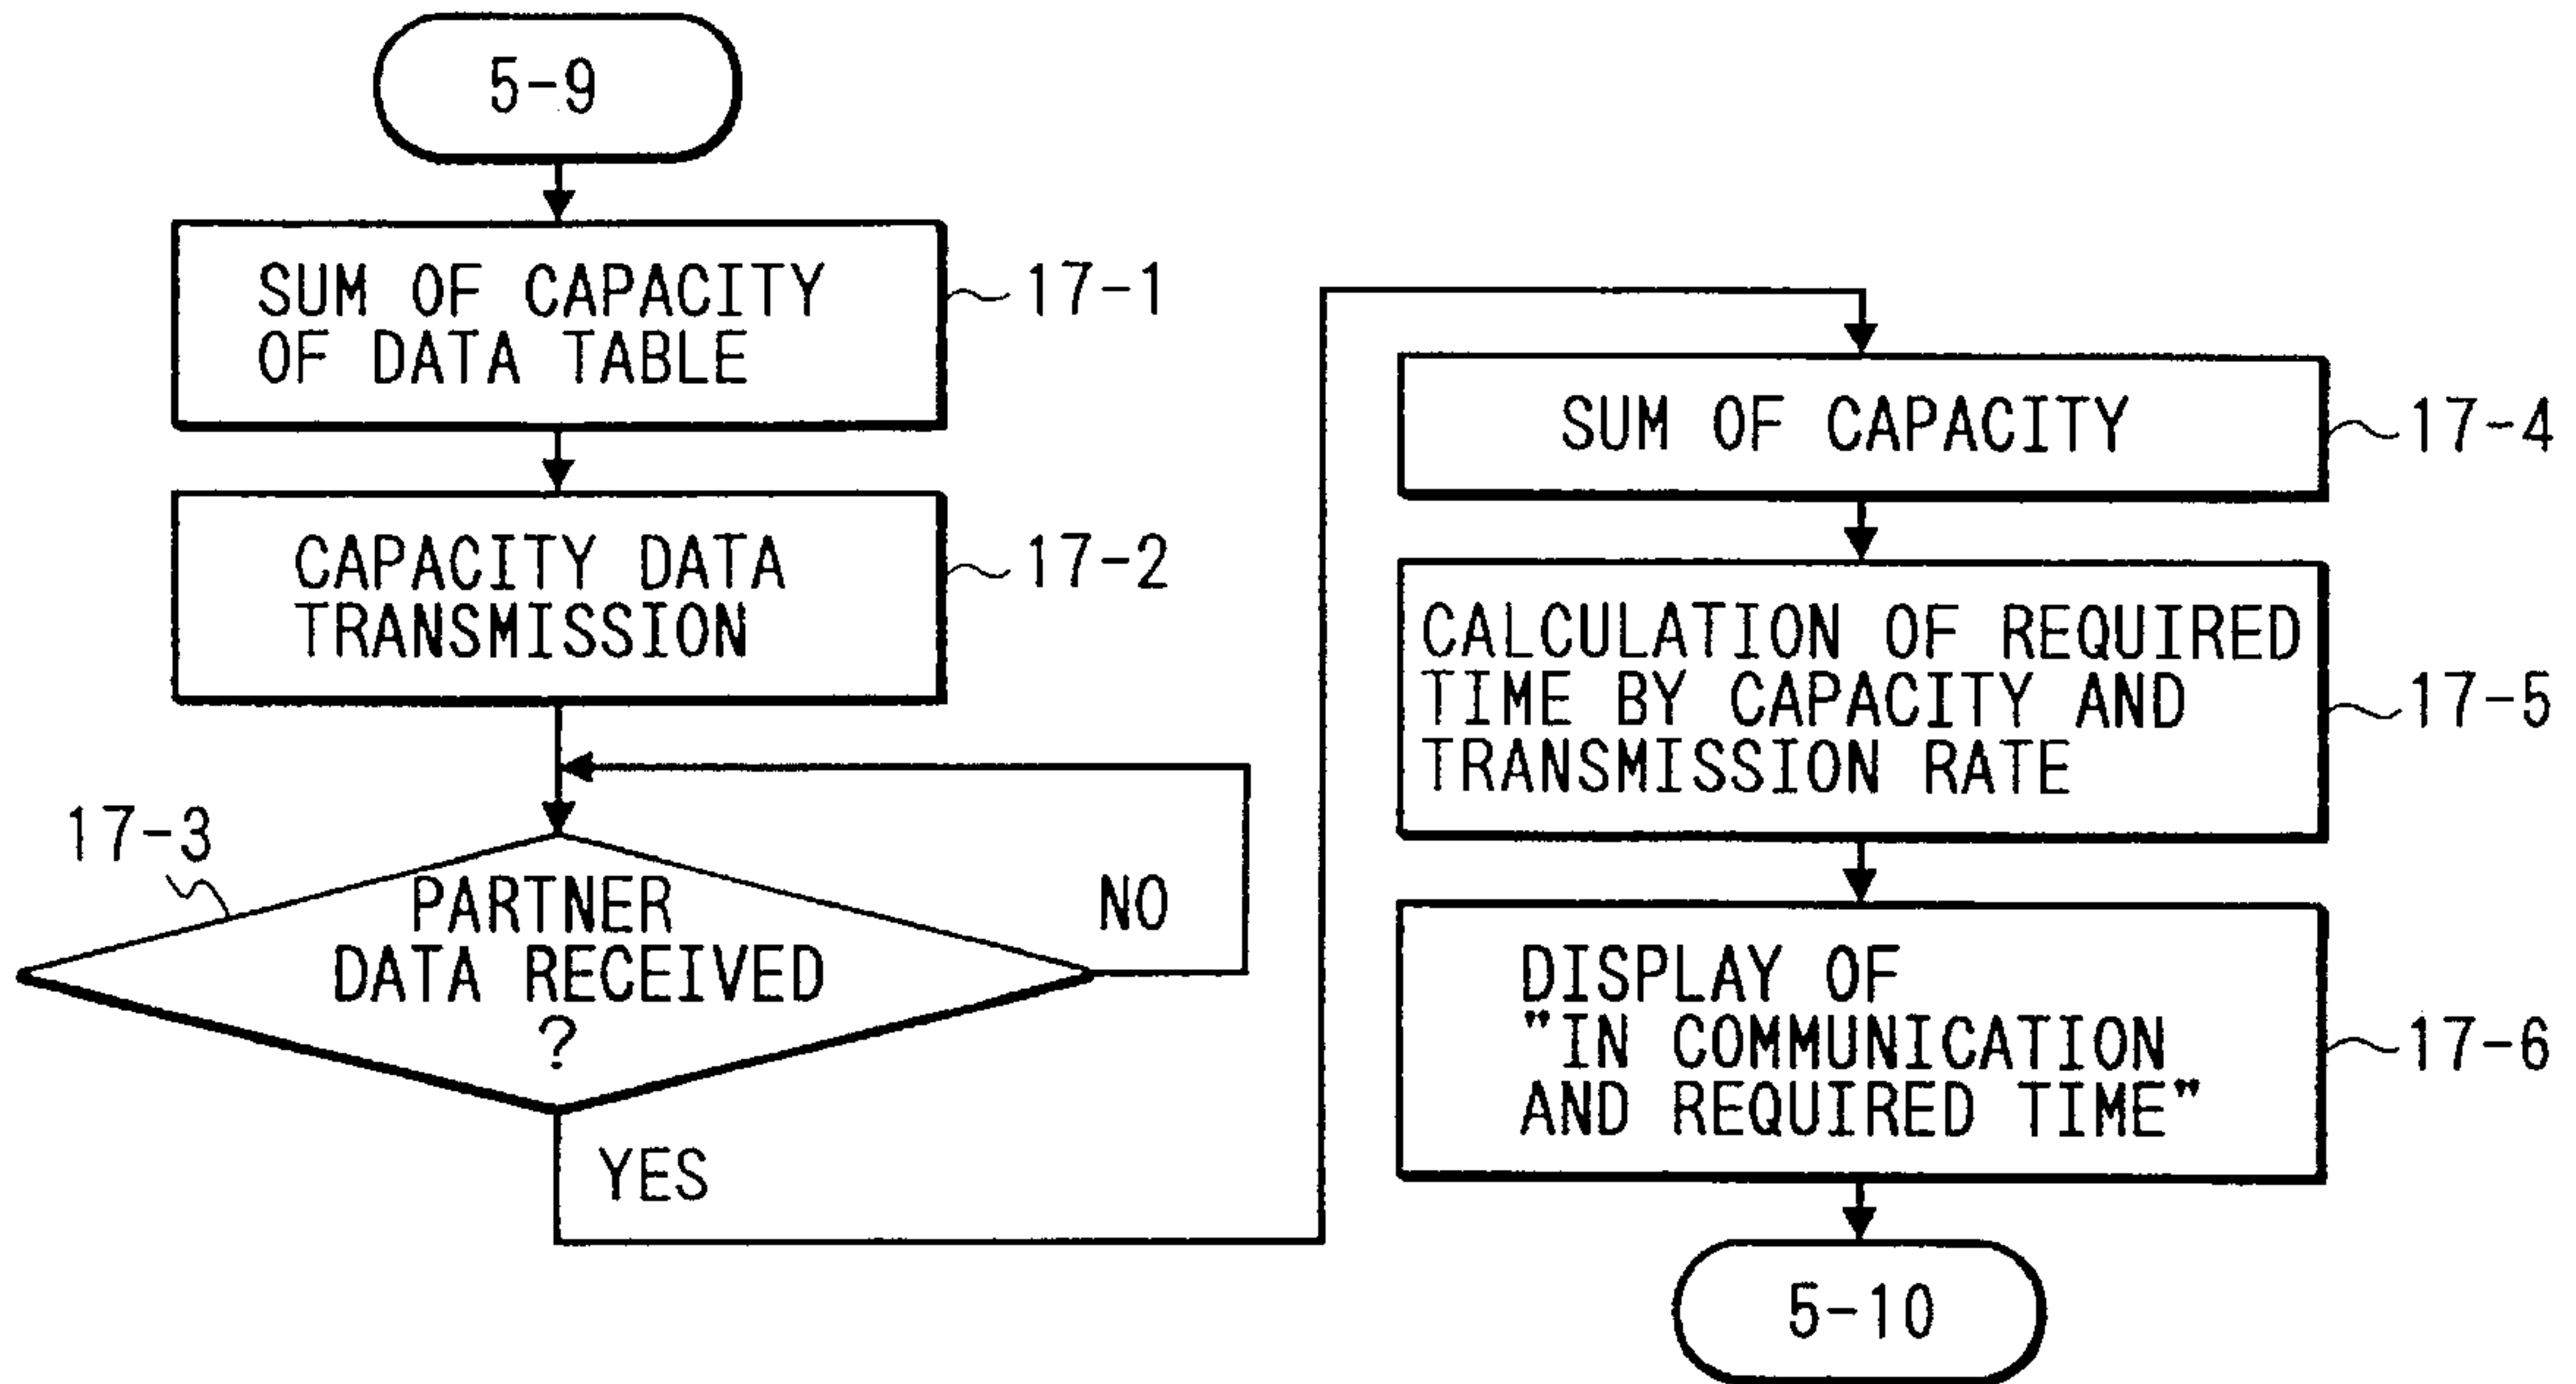 5-9
SUM OF CAPACITY
OF DATA TABLE
17-1
CAPACITY DATA
TRANSMISSION
17-2
17-3
PARTNER
DATA RECEIVED
?
NO
YES
SUM OF CAPACITY
17-4
CALCULATION OF REQUIRED
TIME BY CAPACITY AND
TRANSMISSION RATE
17-5
DISPLAY OF
"IN COMMUNICATION
AND REQUIRED TIME"
17-6
5-10